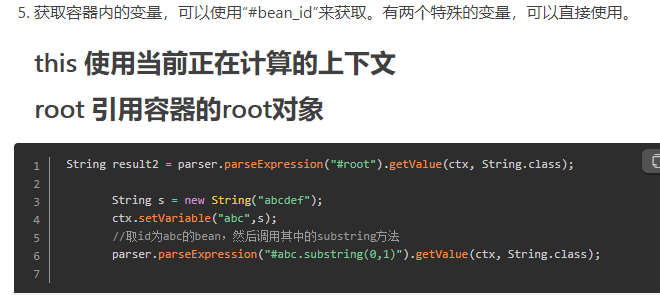 5. 获取容器内的变量，可以使用“#bean_id”来获取。有两个特殊的变量，可以直接使用。
this 使用当前正在计算的上下文
root 引用容器的root对象
1 String result2 = parser.parseExpression("#root").getValue(ctx, String.class);
2
3 String s = new String("abcdef");
4 ctx.setVariable("abc",s);
5 //取id为abc的bean，然后调用其中的substring方法
6 parser.parseExpression("#abc.substring(0,1)").getValue(ctx, String.class);
7